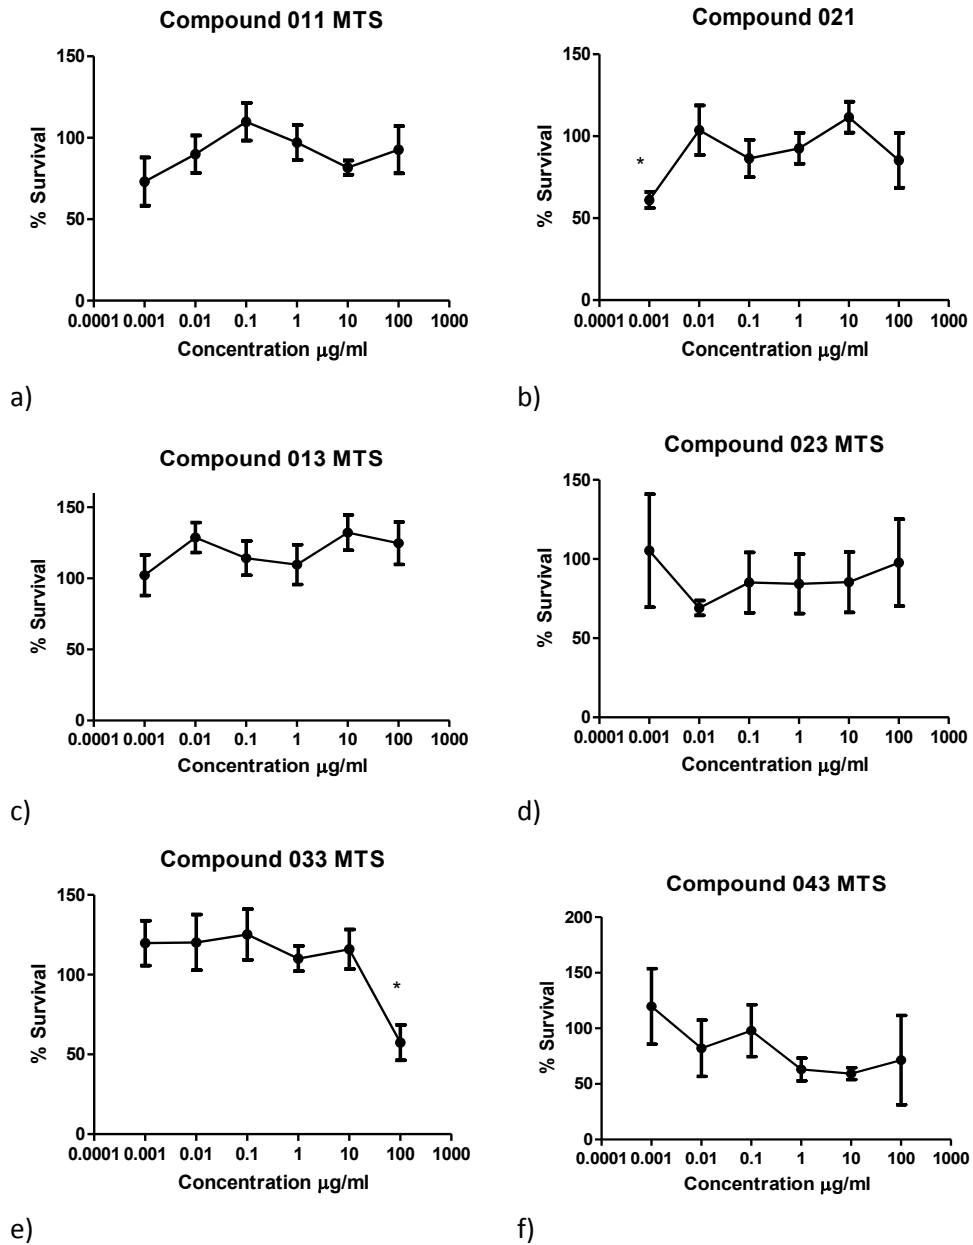 Compound 011 MTS
150
100
50
0
% Survival
0.0001 0.001 0.01 0.1 1 10 100 1000
Concentration μg/ml
a)
Compound 021
150
100
50
0
% Survival
*
0.0001 0.001 0.01 0.1 1 10 100 1000
Concentration μg/ml
b)
Compound 013 MTS
150
100
50
0
% Survival
0.0001 0.001 0.01 0.1 1 10 100 1000
Concentration μg/ml
c)
Compound 023 MTS
150
100
50
0
% Survival
0.0001 0.001 0.01 0.1 1 10 100 1000
Concentration μg/ml
d)
Compound 033 MTS
150
100
50
0
% Survival
*
0.0001 0.001 0.01 0.1 1 10 100 1000
Concentration μg/ml
e)
Compound 043 MTS
200
150
100
50
0
% Survival
0.0001 0.001 0.01 0.1 1 10 100 1000
Concentration μg/ml
f)